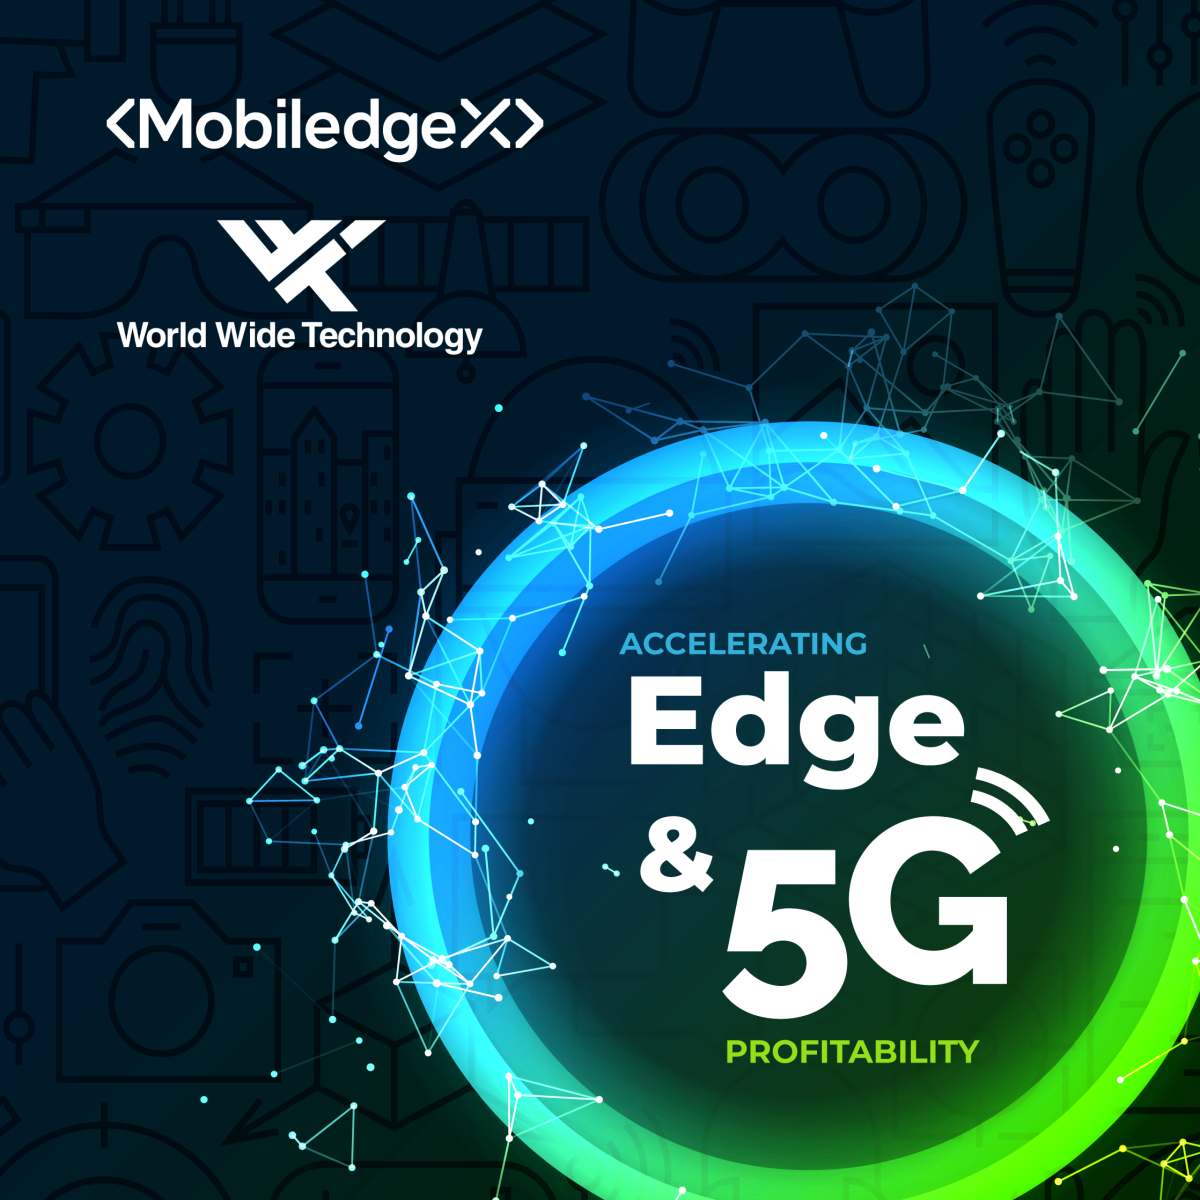 <MobiledgeX>
World Wide Technology
ACCELERATING
Edge
& 5G
PROFITABILITY